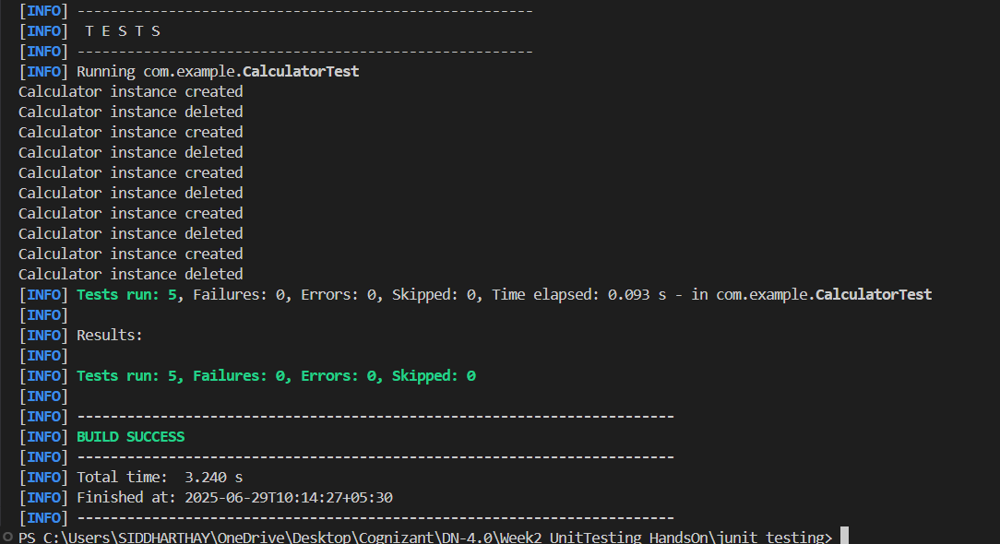 [INFO] -------------------------------------------------------
[INFO]  T E S T S
[INFO] -------------------------------------------------------
[INFO] Running com.example.CalculatorTest
Calculator instance created
Calculator instance deleted
Calculator instance created
Calculator instance deleted
Calculator instance created
Calculator instance deleted
Calculator instance created
Calculator instance deleted
Calculator instance created
Calculator instance deleted
[INFO] Tests run: 5, Failures: 0, Errors: 0, Skipped: 0, Time elapsed: 0.093 s - in com.example.CalculatorTest
[INFO]
[INFO] Results:
[INFO]
[INFO] Tests run: 5, Failures: 0, Errors: 0, Skipped: 0
[INFO]
[INFO] ------------------------------------------------------------------------
[INFO] BUILD SUCCESS
[INFO] ------------------------------------------------------------------------
[INFO] Total time:  3.240 s
[INFO] Finished at: 2025-06-29T10:14:27+05:30
[INFO] ------------------------------------------------------------------------
PS C:\Users\SIDDHARTHAY\OneDrive\Desktop\Cognizant\DN-4.0\Week2_UnitTesting_HandsOn\junit_testing>